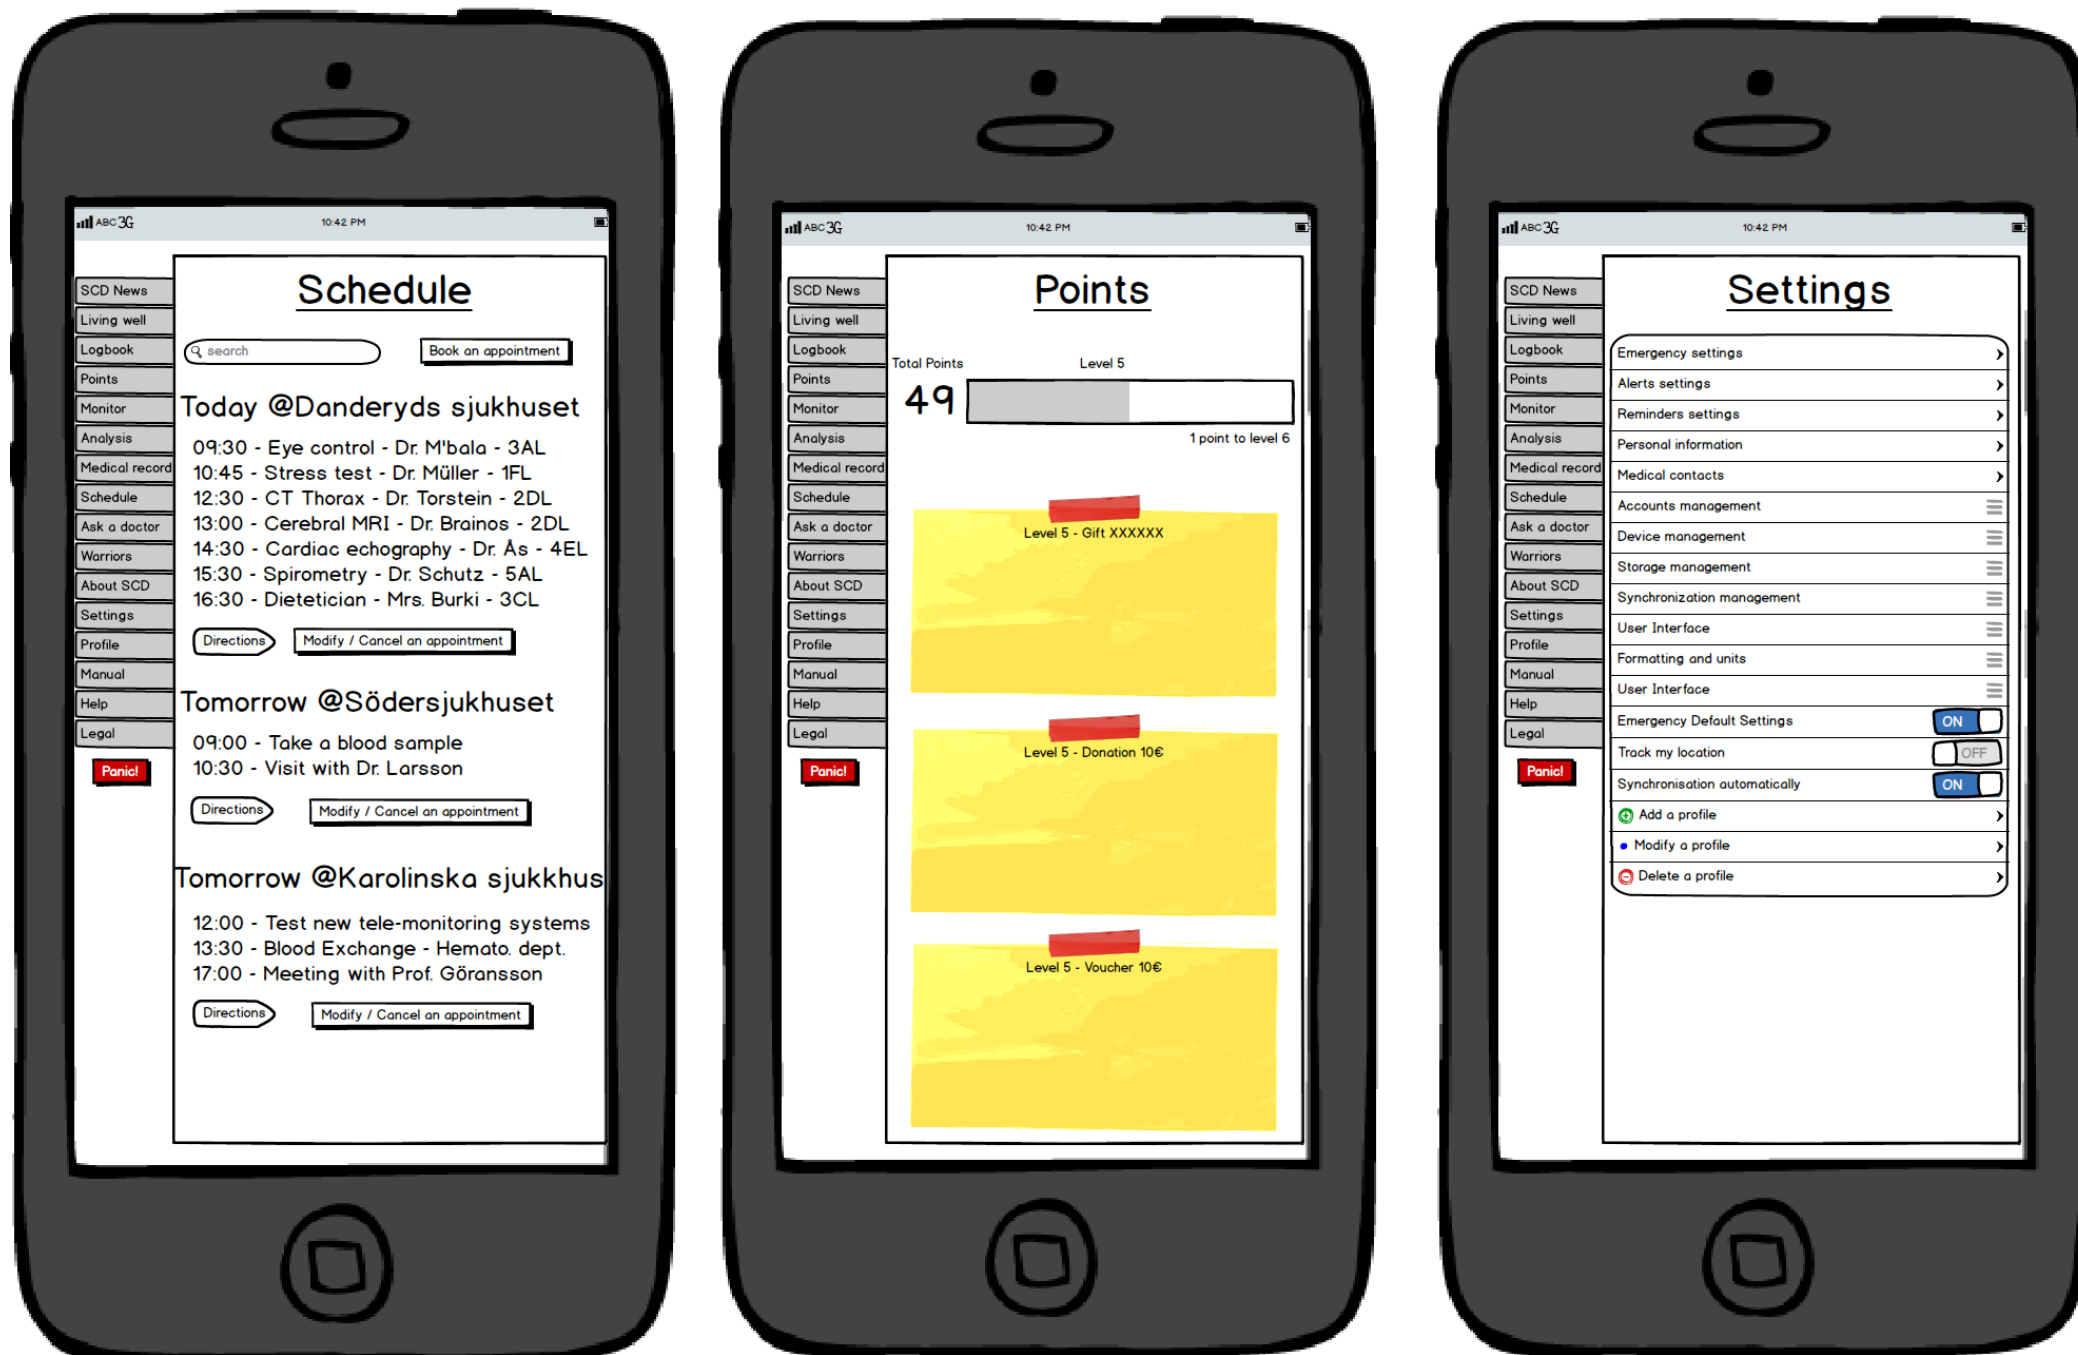 ABC 3G 10:42 PM
Schedule
SCD News
Living well
Logbook
Points
Monitor
Analysis
Medical record
Schedule
Ask a doctor
Warriors
About SCD
Settings
Profile
Manual
Help
Legal
Panic!
search
Book an appointment
Today @Danderyds sjukhuset
09:30 - Eye control - Dr. M'bala - 3AL
10:45 - Stress test - Dr. Müller - 1FL
12:30 - CT Thorax - Dr. Torstein - 2DL
13:00 - Cerebral MRI - Dr. Brainos - 2DL
14:30 - Cardiac echography - Dr. Ås - 4EL
15:30 - Spirometry - Dr. Schutz - 5AL
16:30 - Dietetician - Mrs. Burki - 3CL
Directions
Modify / Cancel an appointment
Tomorrow @Södersjukhuset
09:00 - Take a blood sample
10:30 - Visit with Dr. Larsson
Directions
Modify / Cancel an appointment
Tomorrow @Karolinska sjukkhus
12:00 - Test new tele-monitoring systems
13:30 - Blood Exchange - Hemato. dept.
17:00 - Meeting with Prof. Göransson
Directions
Modify / Cancel an appointment
ABC 3G 10:42 PM
Points
SCD News
Living well
Logbook
Points
Monitor
Analysis
Medical record
Schedule
Ask a doctor
Warriors
About SCD
Settings
Profile
Manual
Help
Legal
Panic!
Total Points
49
Level 5
1 point to level 6
Level 5 - Gift XXXXXX
Level 5 - Donation 10€
Level 5 - Voucher 10€
ABC 3G 10:42 PM
Settings
SCD News
Living well
Logbook
Points
Monitor
Analysis
Medical record
Schedule
Ask a doctor
Warriors
About SCD
Settings
Profile
Manual
Help
Legal
Panic!
Emergency settings
Alerts settings
Reminders settings
Personal information
Medical contacts
Accounts management
Device management
Storage management
Synchronization management
User Interface
Formatting and units
User Interface
Emergency Default Settings ON
Track my location OFF
Synchronisation automatically ON
Add a profile
Modify a profile
Delete a profile